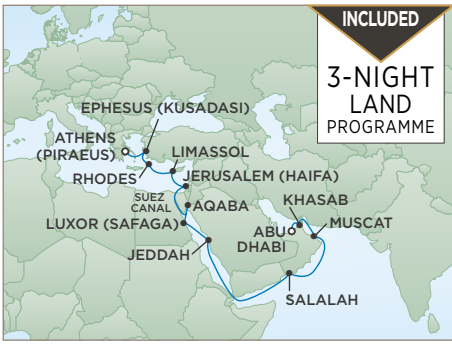 INCLUDED
3-NIGHT
LAND
PROGRAMME
EPHESUS (KUSADASI)
ATHENS
(PIRAEUS)
LIMASSOL
RHODES
JERUSALEM (HAIFA)
SUEZ
CANAL
AQABA
KHASAB
LUXOR (SAFAGA)
ABU
DHABI
MUSCAT
JEDDAH
SALALAH